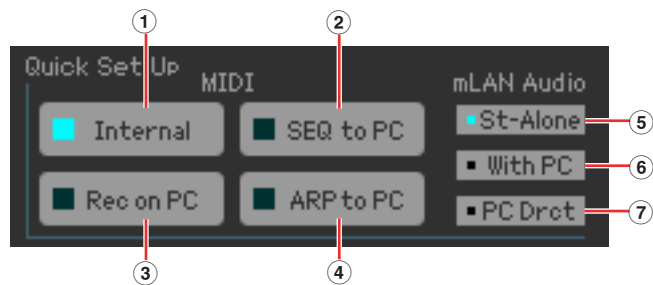 1 2
Quick Set Up
MIDI mLAN Audio
Internal SEQ to PC St-Alone 5
With PC 6
Rec on PC ARP to PC PC Drct 7
3 4